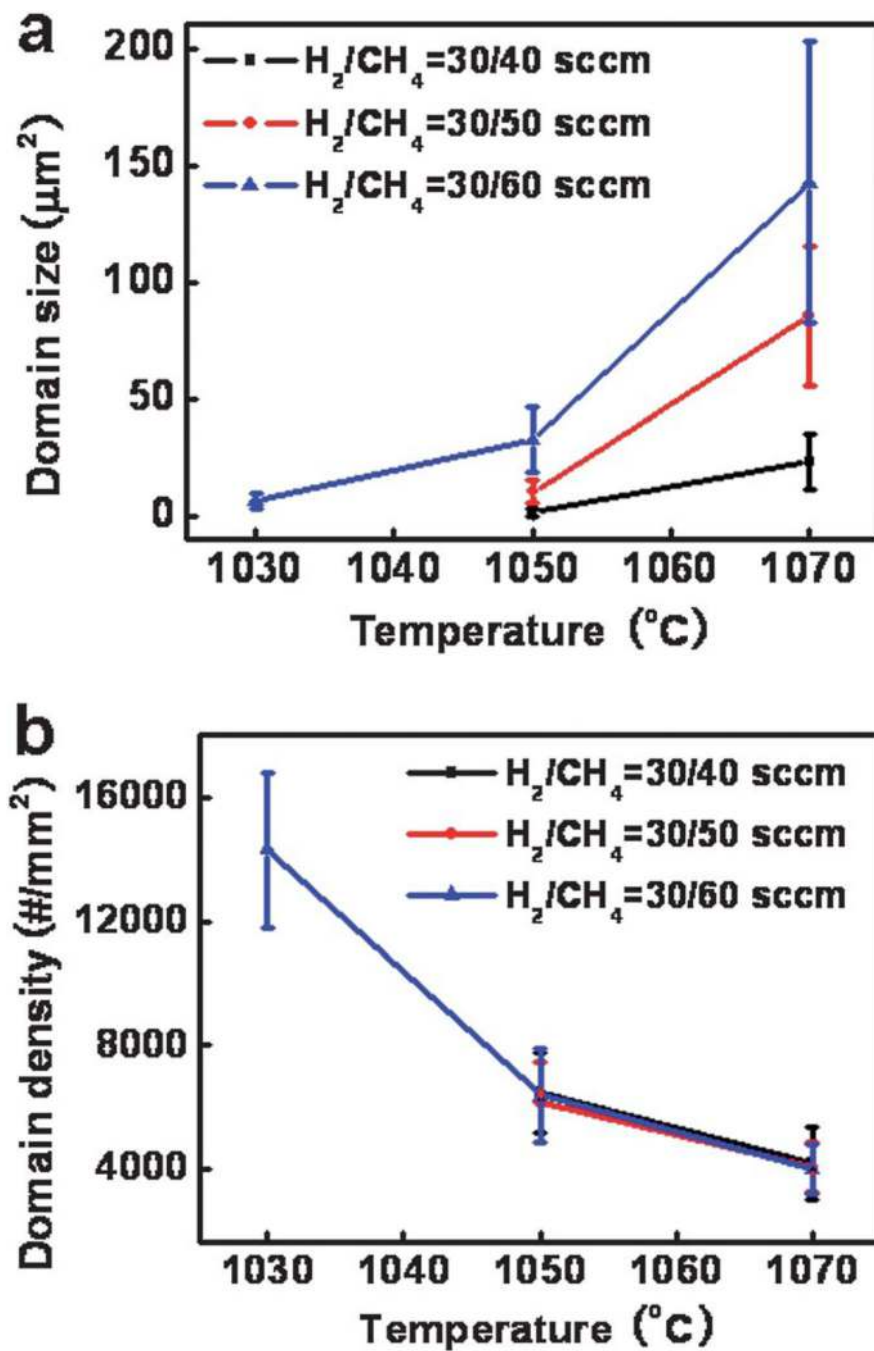 a
200
150
100
50
0
Domain size (μm²)
H₂/CH₄=30/40 sccm
H₂/CH₄=30/50 sccm
H₂/CH₄=30/60 sccm
1030 1040 1050 1060 1070
Temperature (°C)
b
16000
12000
8000
4000
Domain density (#/mm²)
H₂/CH₄=30/40 sccm
H₂/CH₄=30/50 sccm
H₂/CH₄=30/60 sccm
1030 1040 1050 1060 1070
Temperature (°C)